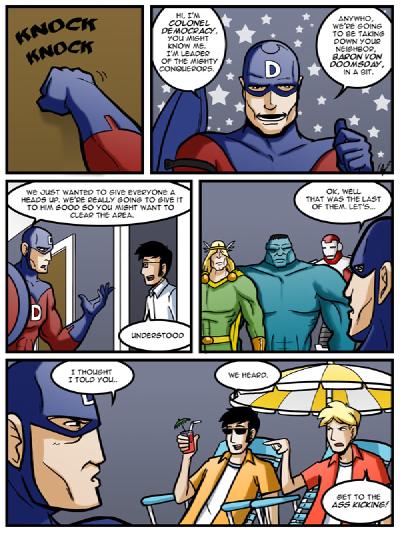 KNOCK
KNOCK
HI, I'M
COLONEL
DEMOCRACY.
YOU MIGHT
KNOW ME.
I'M LEADER
OF THE MIGHTY
CONQUERORS.
ANYWHO,
WE'RE GOING
TO BE TAKING
DOWN YOUR
NEIGHBOR,
BARON VON
DOOMSDAY,
IN A BIT.
D
WE JUST WANTED TO GIVE EVERYONE A
HEADS UP. WE'RE REALLY GOING TO GIVE IT
TO HIM GOOD SO YOU MIGHT WANT TO
CLEAR THE AREA.
D
UNDERSTOOD
OK, WELL
THAT WAS THE LAST
OF THEM. LET'S...
I THOUGHT
I TOLD YOU..
WE HEARD.
GET TO THE
ASS KICKING!